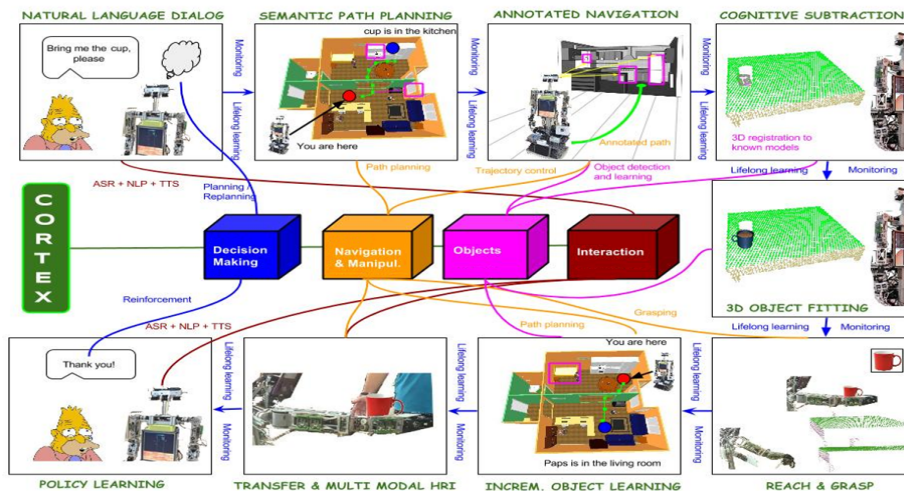 NATURAL LANGUAGE DIALOG
SEMANTIC PATH PLANNING
ANNOTATED NAVIGATION
COGNITIVE SUBTRACTION
Bring me the cup,
please
Monitoring
Lifelong learning
cup is in the kitchen
You are here
Monitoring
Lifelong learning
Annotated path
Monitoring
Lifelong learning
3D registration to
known models
ASR + NLP + TTS
Planning /
Replanning
Path planning
Trajectory control
Object detection
and learning
Lifelong learning
Monitoring
CORTEX
Decision
Making
Navigation
& Manipul.
Objects
Interaction
3D OBJECT FITTING
Reinforcement
ASR + NLP + TTS
Path planning
Grasping
Lifelong learning
Monitoring
Thank you!
Lifelong learning
Monitoring
Lifelong learning
Monitoring
You are here
Paps is in the living room
Lifelong learning
Monitoring
POLICY LEARNING
TRANSFER & MULTI MODAL HRI
INCREM. OBJECT LEARNING
REACH & GRASP